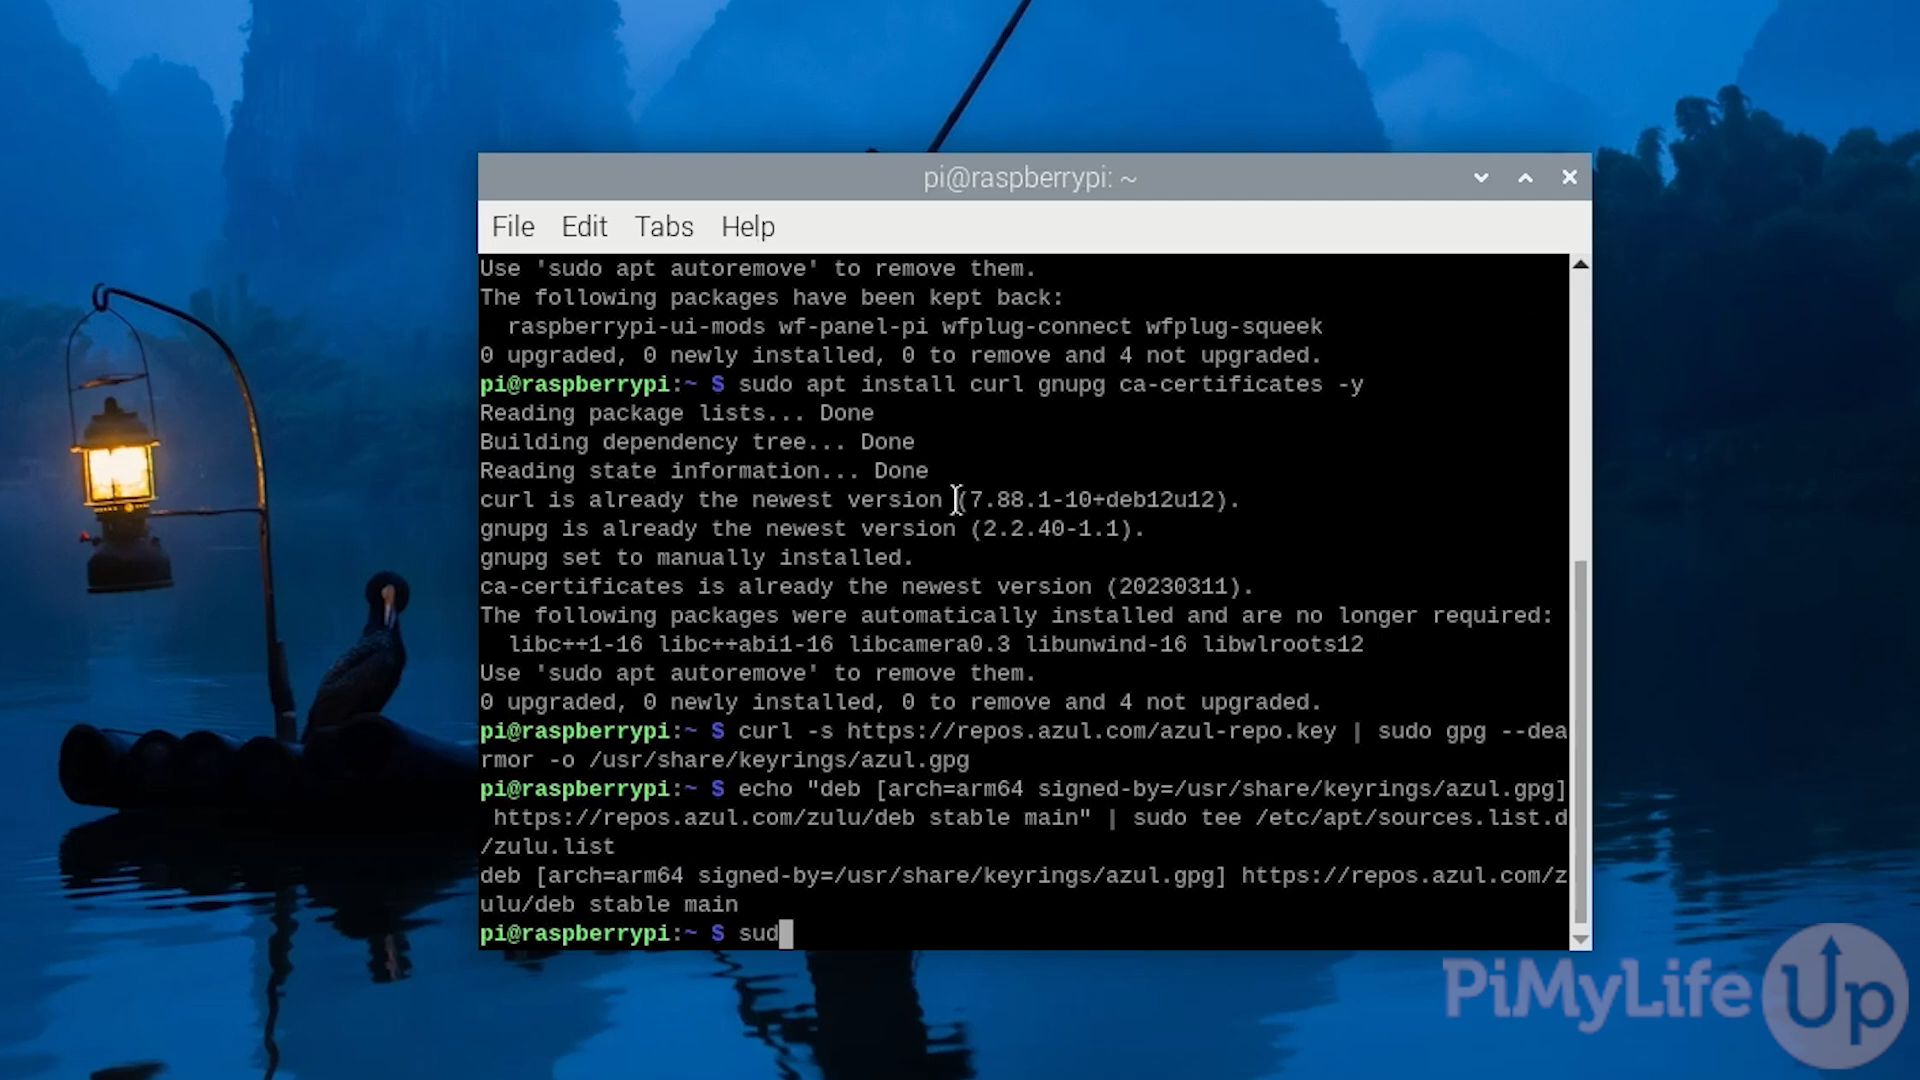 pi@raspberrypi: ~
File Edit Tabs Help
Use 'sudo apt autoremove' to remove them.
The following packages have been kept back:
raspberrypi-ui-mods wf-panel-pi wfplug-connect wfplug-squeek
0 upgraded, 0 newly installed, 0 to remove and 4 not upgraded.
pi@raspberrypi:~ $ sudo apt install curl gnupg ca-certificates -y
Reading package lists... Done
Building dependency tree... Done
Reading state information... Done
curl is already the newest version (7.88.1-10+deb12u12).
gnupg is already the newest version (2.2.40-1.1).
gnupg set to manually installed.
ca-certificates is already the newest version (20230311).
The following packages were automatically installed and are no longer required:
libc++1-16 libc++abi1-16 libcamera0.3 libunwind-16 libwlroots12
Use 'sudo apt autoremove' to remove them.
0 upgraded, 0 newly installed, 0 to remove and 4 not upgraded.
pi@raspberrypi:~ $ curl -s https://repos.azul.com/azul-repo.key | sudo gpg --dea
rmor -o /usr/share/keyrings/azul.gpg
pi@raspberrypi:~ $ echo "deb [arch=arm64 signed-by=/usr/share/keyrings/azul.gpg]
https://repos.azul.com/zulu/deb stable main" | sudo tee /etc/apt/sources.list.d
/zulu.list
deb [arch=arm64 signed-by=/usr/share/keyrings/azul.gpg] https://repos.azul.com/z
ulu/deb stable main
pi@raspberrypi:~ $ sud
PiMyLifeUp